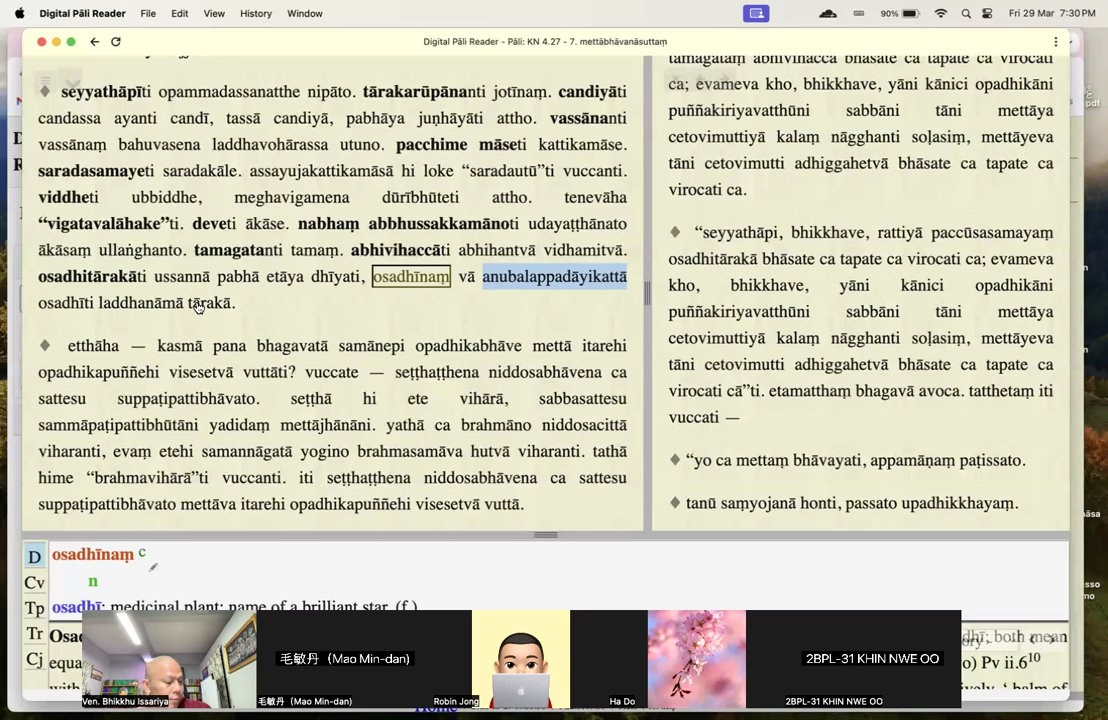 Digital Pāli Reader File Edit View History Window 90% Fri 29 Mar 7:30 PM
Digital Pāli Reader - Pāli: KN 4.27 - 7. mettābhāvanāsuttaṃ
♦ seyyathāpīti opammadassanatthe nipāto. tārakarūpānanti jotīnaṃ. candiyāti
candassa ayanti candī, tassā candiyā, pabhāya juṇhāyāti attho. vassānanti
vassānaṃ bahuvasena laddhavohārassa utuno. pacchime māseti kattikamāse.
saradasamayeti saradakāle. assayujakattikamāsā hi loke “saradautū”ti vuccanti.
viddheti ubbiddhe, meghavigamena dūrībhūteti attho. tenevāha
“vigatavalāhake”ti. deveti ākāse. nabhaṃ abbhussakkamānoti udayaṭṭhānato
ākāsaṃ ullaṅghanto. tamagatanti tamaṃ. abhivihaccāti abhihantvā vidhamitvā.
osadhitārakāti ussannā pabhā etāya dhīyati, osadhīnaṃ vā anubalappadāyikattā
osadhīti laddhanāmā tārakā.
♦ etthāha — kasmā pana bhagavatā samānepi opadhikabhāve mettā itarehi
opadhikapuññehi visesetvā vuttāti? vuccate — seṭṭhaṭṭhena niddosabhāvena ca
sattesu suppaṭipattibhāvato. seṭṭhā hi ete vihārā, sabbasattesu
sammāpaṭipattibhūtāni yadidaṃ mettājhānāni. yathā ca brahmāno niddosacittā
viharanti, evaṃ etehi samannāgatā yogino brahmasamāva hutvā viharanti. tathā
hime “brahmavihārā”ti vuccanti. iti seṭṭhaṭṭhena niddosabhāvena ca sattesu
suppaṭipattibhāvato mettāva itarehi opadhikapuññehi visesetvā vuttā.
tamagataṃ abhivihacca bhāsate ca tapate ca virocati
ca; evameva kho, bhikkhave, yāni kānici opadhikāni
puññakiriyavatthūni sabbāni tāni mettāya
cetovimuttiyā kalaṃ nāgghanti soḷasiṃ, mettāyeva
tāni cetovimutti adhiggahetvā bhāsate ca tapate ca
virocati ca.
♦ “seyyathāpi, bhikkhave, rattiyā paccūsasamayaṃ
osadhitārakā bhāsate ca tapate ca virocati ca; evameva
kho, bhikkhave, yāni kānici opadhikāni
puññakiriyavatthūni sabbāni tāni mettāya
cetovimuttiyā kalaṃ nāgghanti soḷasiṃ, mettāyeva
tāni cetovimutti adhiggahetvā bhāsate ca tapate ca
virocati cā”ti. etamatthaṃ bhagavā avoca. tatthetaṃ iti
vuccati —
♦ “yo ca mettaṃ bhāvayati, appamāṇaṃ paṭissato.
♦ tanū saṃyojanā honti, passato upadhikkhayaṃ.
D osadhīnaṃ c
Cv n
Tp osadhī: medicinal plant; name of a brilliant star. (f.)
Tr
Cj
both mean
Pv ii.6¹⁰
毛敏丹（Mao Min-dan）
2BPL-31 KHIN NWE OO
Ven. Bhikkhu Issariya 毛敏丹（Mao Min-dan） Robin Jong Ha Do 2BPL-31 KHIN NWE OO